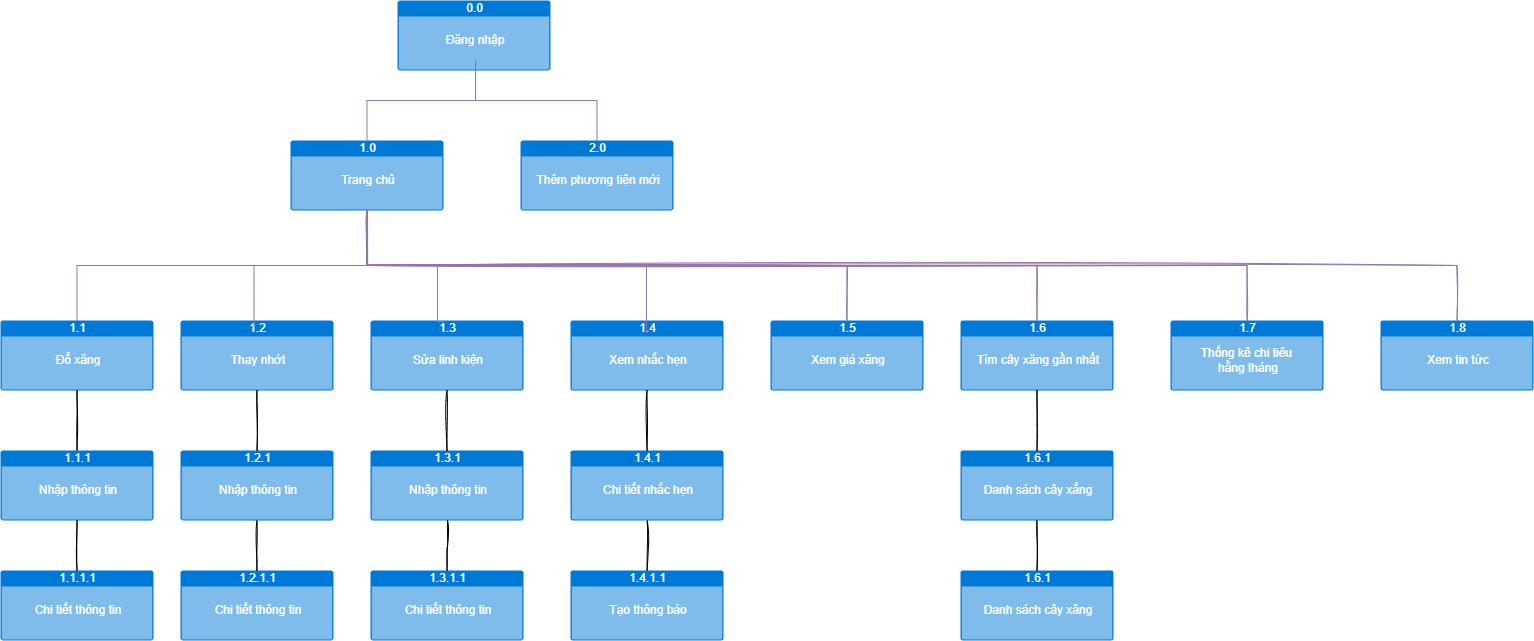 0.0
Đăng nhập
1.0
Trang chủ
2.0
Thêm phương tiện mới
1.1
Đổ xăng
1.2
Thay nhớt
1.3
Sửa linh kiện
1.4
Xem nhắc hẹn
1.5
Xem giá xăng
1.6
Tìm cây xăng gần nhất
1.7
Thống kê chi tiêu
hằng tháng
1.8
Xem tin tức
1.1.1
Nhập thông tin
1.2.1
Nhập thông tin
1.3.1
Nhập thông tin
1.4.1
Chi tiết nhắc hẹn
1.6.1
Danh sách cây xắng
1.1.1.1
Chi tiết thông tin
1.2.1.1
Chi tiết thông tin
1.3.1.1
Chi tiết thông tin
1.4.1.1
Tạo thông báo
1.6.1
Danh sách cây xăng